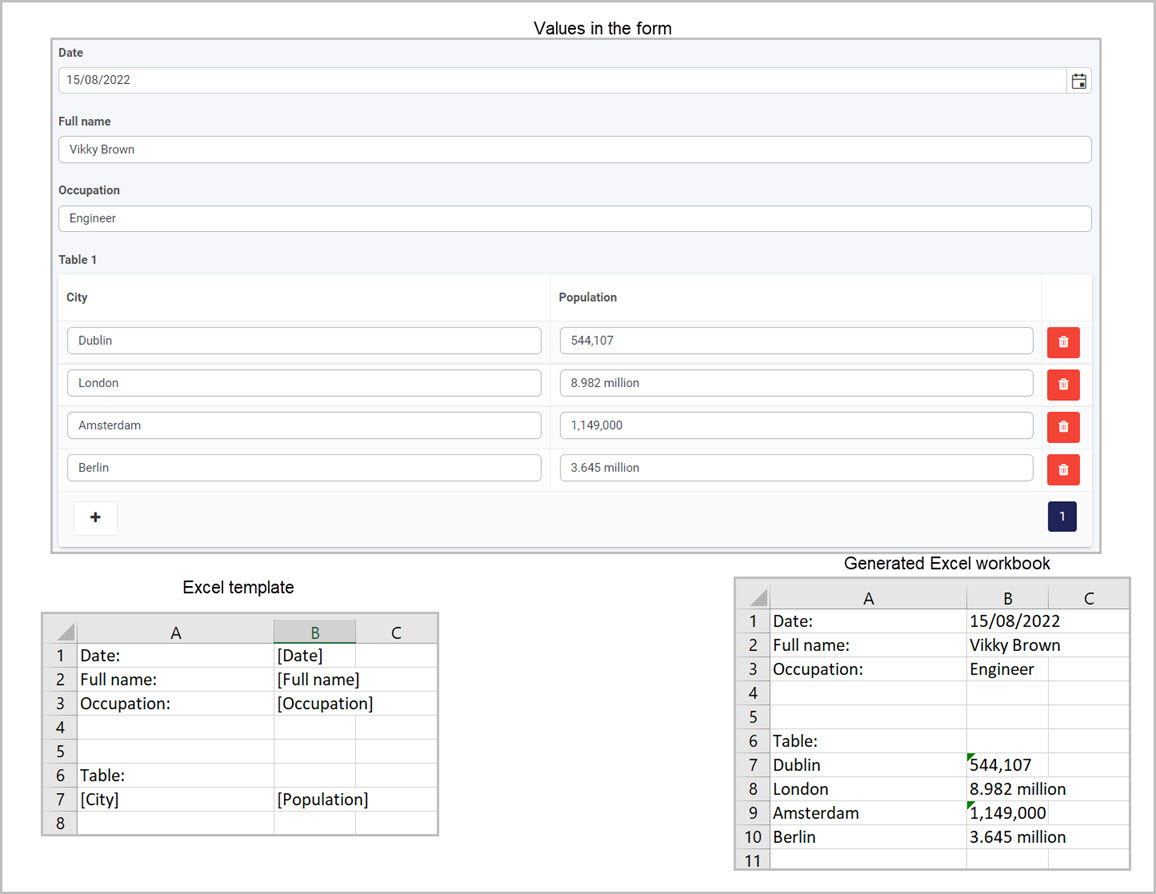 Values in the form
Date
15/08/2022
Full name
Vikky Brown
Occupation
Engineer
Table 1
City Population
Dublin 544,107
London 8.982 million
Amsterdam 1,149,000
Berlin 3.645 million
+ 1
Excel template
A B C
1 Date: [Date]
2 Full name: [Full name]
3 Occupation: [Occupation]
4
5
6 Table:
7 [City] [Population]
8
Generated Excel workbook
A B C
1 Date: 15/08/2022
2 Full name: Vikky Brown
3 Occupation: Engineer
4
5
6 Table:
7 Dublin 544,107
8 London 8.982 million
9 Amsterdam 1,149,000
10 Berlin 3.645 million
11